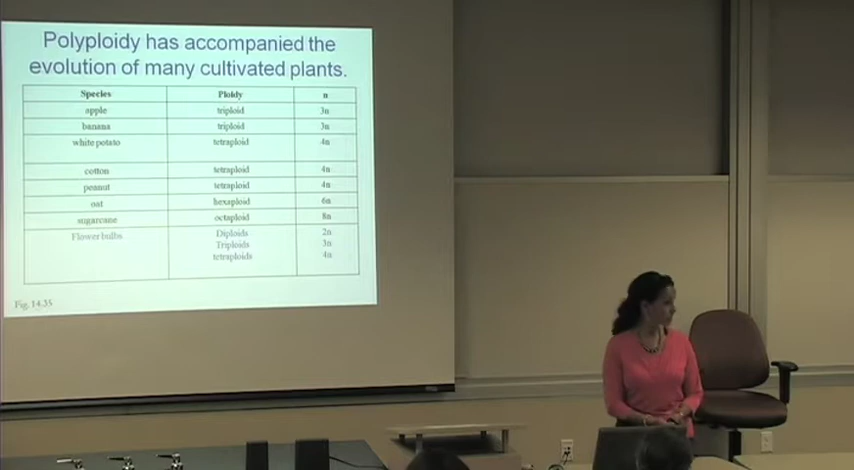 Polyploidy has accompanied the
evolution of many cultivated plants.
Species Ploidy n
apple triploid 3n
banana triploid 3n
white potato tetraploid 4n
cotton tetraploid 4n
peanut tetraploid 4n
oat hexaploid 6n
sugarcane octaploid 8n
Flower bulbs Diploids 2n
Triploids 3n
tetraploids 4n
Fig. 14.35